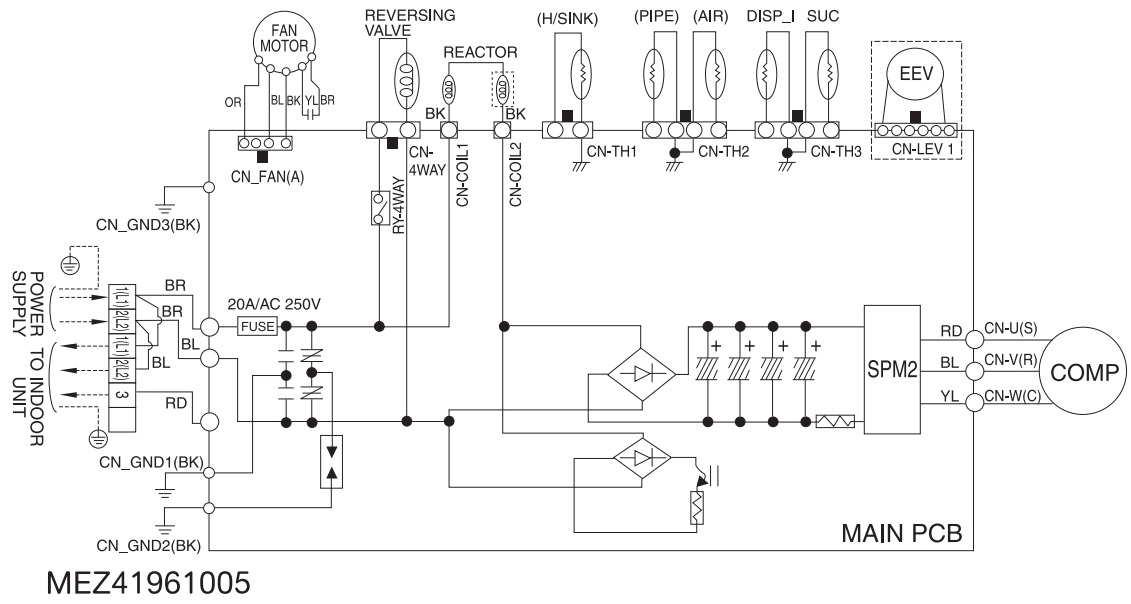 FAN
MOTOR
OR
BL
BK
YL
BR
CN_FAN(A)
REVERSING
VALVE
REACTOR
BK
BK
(H/SINK)
(PIPE)
(AIR)
DISP_I
SUC
EEV
CN-
4WAY
CN-COIL1
CN-COIL2
CN-TH1
CN-TH2
CN-TH3
CN-LEV 1
RY-4WAY
CN_GND3(BK)
POWER
SUPPLY
TO INDOOR
UNIT
1(L1)
2(L2)
1(L1)
2(L2)
3
BR
BR
BL
BL
RD
20A/AC 250V
FUSE
CN_GND1(BK)
CN_GND2(BK)
+
+
+
+
SPM2
RD
BL
YL
CN-U(S)
CN-V(R)
CN-W(C)
COMP
MAIN PCB
MEZ41961005